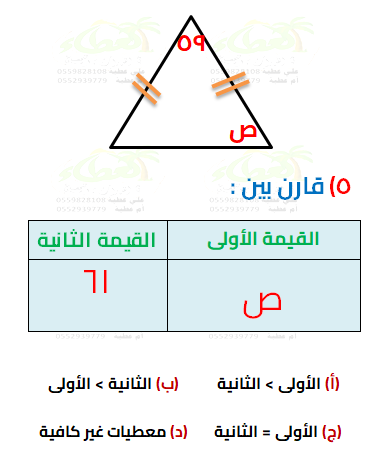 ٥٩
ص
٥) قارن بين :
القيمة الأولى القيمة الثانية
ص ٦١
(أ) الأولى > الثانية (ب) الثانية > الأولى
(ج) الأولى = الثانية (د) معطيات غير كافية